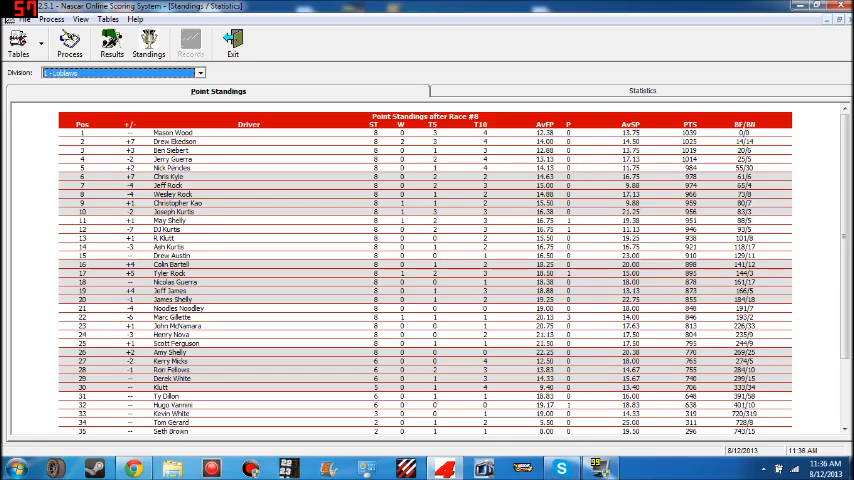 57 2.5.1 - Nascar Online Scoring System - [Standings / Statistics]
File Process View Tables Help
Tables Process Results Standings Records Exit
Division: 1 - Loblaws
Point Standings Statistics
Point Standings after Race #8
Pos +/- Driver ST W T5 T10 AvFP P AvSP PTS BF/BN
1 -- Mason Wood 8 0 3 4 12.38 0 13.75 1039 0/0
2 +7 Drew Ekedson 8 2 3 4 14.00 0 14.50 1025 14/14
3 +3 Ben Siebert 8 0 1 3 12.88 0 13.75 1019 20/6
4 -2 Jerry Guerra 8 0 2 4 13.13 0 17.13 1014 25/5
5 +2 Nick Pericles 8 0 1 4 14.13 0 11.75 984 55/30
6 +7 Chris Kyle 8 0 2 2 14.63 0 16.75 978 61/6
7 -4 Jeff Rock 8 0 2 3 15.00 0 9.88 974 65/4
8 -4 Wesley Rock 8 0 1 4 14.88 0 16.75 966 73/8
9 +1 Christopher Kao 8 1 1 2 15.50 0 9.88 959 80/7
10 -2 Joseph Kurtis 8 1 3 3 16.38 0 21.25 956 83/3
11 +1 May Shelly 8 1 2 2 16.75 1 19.38 951 88/5
12 -7 DJ Kurtis 8 0 2 3 16.38 1 11.13 946 93/5
13 +1 R Klutt 8 0 0 2 15.50 0 19.25 938 101/8
14 -3 Ash Kurtis 8 0 1 2 16.75 0 16.75 921 118/17
15 -- Drew Austin 8 0 0 2 16.50 0 23.00 910 129/11
16 +4 Colin Bartell 8 0 1 2 18.25 0 20.00 898 141/12
17 +5 Tyler Rock 8 1 2 3 18.50 1 15.00 895 144/3
18 -- Nicolas Guerra 8 0 0 1 18.38 0 18.00 878 161/17
19 +4 Jeff James 8 0 1 3 18.88 0 13.13 873 166/5
20 -1 James Shelly 8 0 1 2 19.25 0 22.75 855 184/18
21 -4 Noodles Noodley 8 0 0 1 19.00 0 18.00 848 191/7
22 -6 Marc Gillette 8 1 1 1 20.13 3 14.00 846 193/2
23 +1 John McNamara 8 0 0 1 20.75 0 17.63 813 226/33
24 -3 Henry Nova 8 0 0 2 21.13 0 17.50 804 235/9
25 +1 Scott Ferguson 8 0 0 2 21.50 0 17.50 795 244/9
26 +2 Amy Shelly 8 0 0 0 22.25 0 20.38 770 269/25
27 -2 Kerry Micks 6 0 0 4 12.50 0 18.00 765 274/5
28 -1 Ron Fellows 6 0 2 3 13.83 0 14.67 755 284/10
29 -- Derek White 6 0 1 3 14.33 0 15.67 740 299/15
30 -- Klutt 5 0 1 4 9.40 0 13.40 706 333/34
31 -- Ty Dillon 6 0 0 1 18.83 0 16.00 648 391/58
32 -- Hugo Vannini 6 0 0 0 19.17 1 18.83 638 401/10
33 -- Kevin White 3 0 0 1 19.00 0 14.33 319 720/319
34 -- Tom Gerard 2 0 0 0 5.00 0 25.00 311 728/8
35 -- Seth Brown 2 0 1 1 8.00 0 19.50 296 743/15
8/12/2013 11:36 AM
11:36 AM
8/12/2013